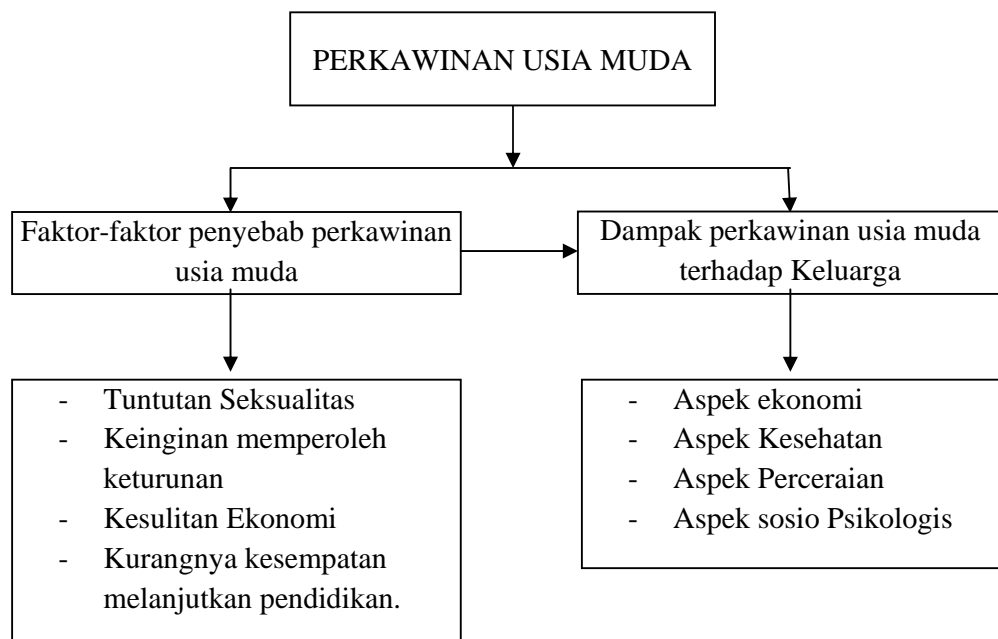 PERKAWINAN USIA MUDA
Faktor-faktor penyebab perkawinan
usia muda
Dampak perkawinan usia muda
terhadap Keluarga
- Tuntutan Seksualitas
- Keinginan memperoleh
keturunan
- Kesulitan Ekonomi
- Kurangnya kesempatan
melanjutkan pendidikan.
- Aspek ekonomi
- Aspek Kesehatan
- Aspek Perceraian
- Aspek sosio Psikologis